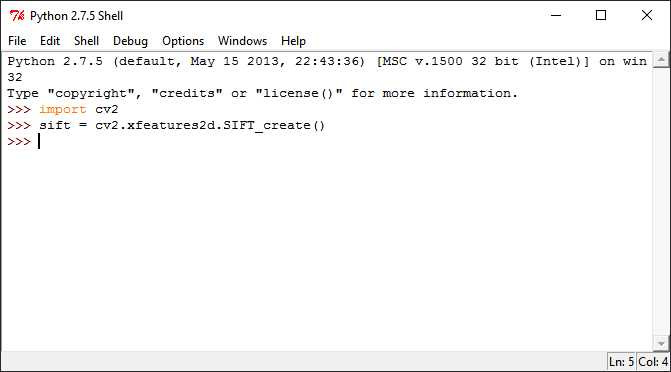 Python 2.7.5 Shell
File Edit Shell Debug Options Windows Help
Python 2.7.5 (default, May 15 2013, 22:43:36) [MSC v.1500 32 bit (Intel)] on win
32
Type "copyright", "credits" or "license()" for more information.
>>> import cv2
>>> sift = cv2.xfeatures2d.SIFT_create()
>>>
Ln: 5 Col: 4